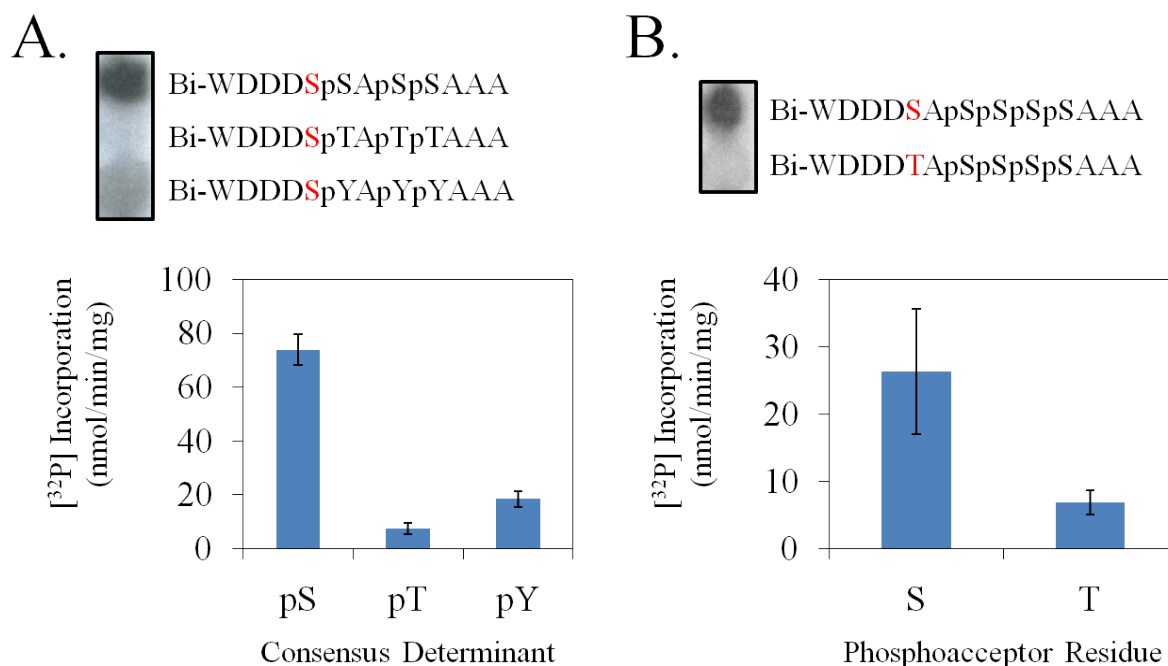 A.
Bi-WDDDSpSApSpSAAA
Bi-WDDDSpTApTpTAAA
Bi-WDDDSpYApYpYAAA
[³²P] Incorporation
(nmol/min/mg)
100
80
60
40
20
0
pS pT pY
Consensus Determinant
B.
Bi-WDDDSApSpSpSpSAAA
Bi-WDDDTApSpSpSpSAAA
[³²P] Incorporation
(nmol/min/mg)
40
30
20
10
0
S T
Phosphoacceptor Residue